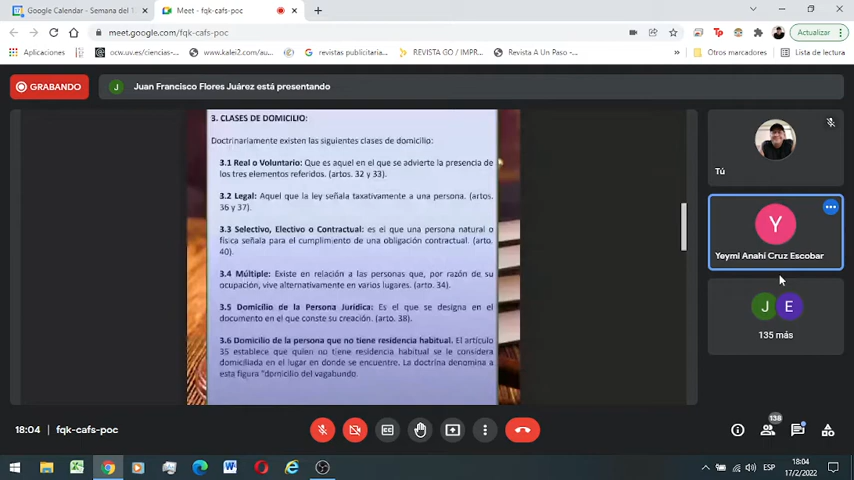 Google Calendar - Semana del 1
Meet - fqk-cafs-poc
meet.google.com/fqk-cafs-poc
Actualizar
Aplicaciones
ocw.uv.es/ciencias-...
www.kalei2.com/au...
revistas publicitaria...
REVISTA GO / IMPR...
Revista A Un Paso -...
Otros marcadores
Lista de lectura
GRABANDO
J
Juan Francisco Flores Juárez está presentando
3. CLASES DE DOMICILIO:
Doctrinariamente existen las siguientes clases de domicilio:
3.1 Real o Voluntario: Que es aquel en el que se advierte la presencia de
los tres elementos referidos. (artos. 32 y 33).
3.2 Legal: Aquel que la ley señala taxativamente a una persona. (artos.
36 y 37).
3.3 Selectivo, Electivo o Contractual: es el que una persona natural o
física señala para el cumplimiento de una obligación contractual. (arto.
40).
3.4 Múltiple: Existe en relación a las personas que, por razón de su
ocupación, vive alternativamente en varios lugares. (arto. 34).
3.5 Domicilio de la Persona Jurídica: Es el que se designa en el
documento en el que conste su creación. (arto. 38).
3.6 Domicilio de la persona que no tiene residencia habitual. El artículo
35 establece que quien no tiene residencia habitual se le considera
domiciliada en el lugar en donde se encuentre. La doctrina denomina a
esta figura "domicilio del vagabundo.
Tú
Y
Yeymi Anahi Cruz Escobar
J E
135 más
18:04
fqk-cafs-poc
138
ESP
18:04
17/2/2022